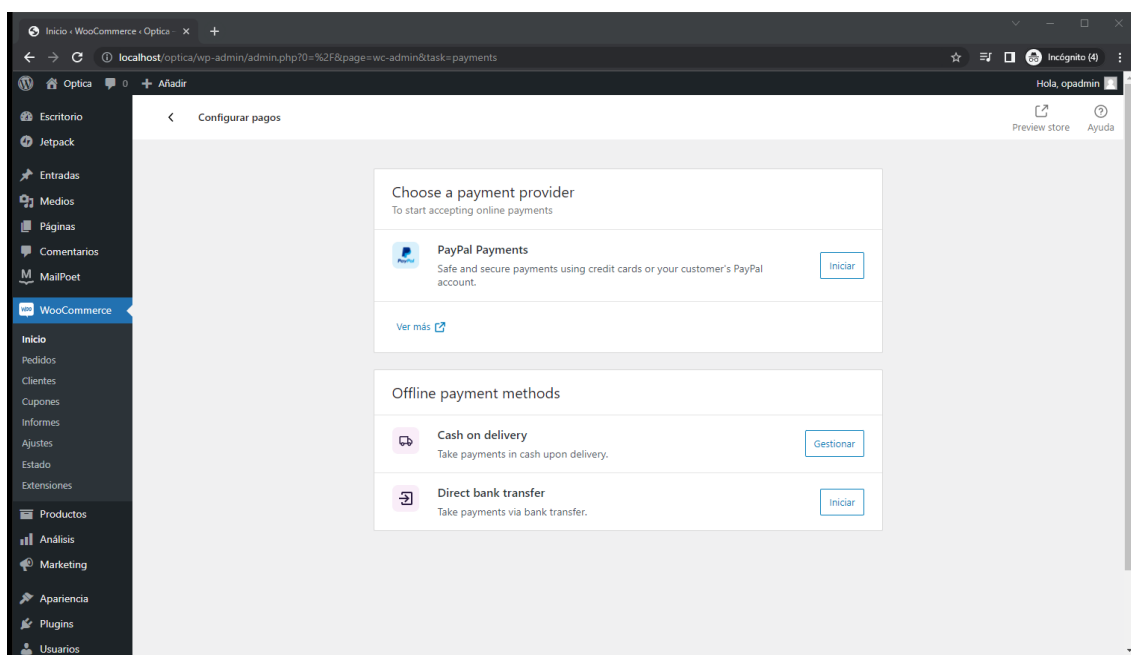 Inicio ‹ WooCommerce ‹ Optica –
localhost/optica/wp-admin/admin.php?0=%2F&page=wc-admin&task=payments
Incógnito (4)
Optica 0 Añadir
Hola, opadmin
Escritorio
Jetpack
Entradas
Medios
Páginas
Comentarios
MailPoet
WooCommerce
Inicio
Pedidos
Clientes
Cupones
Informes
Ajustes
Estado
Extensiones
Productos
Análisis
Marketing
Apariencia
Plugins
Usuarios
Configurar pagos
Preview store
Ayuda
Choose a payment provider
To start accepting online payments
PayPal
PayPal Payments
Safe and secure payments using credit cards or your customer's PayPal
account.
Iniciar
Ver más
Offline payment methods
Cash on delivery
Take payments in cash upon delivery.
Gestionar
Direct bank transfer
Take payments via bank transfer.
Iniciar